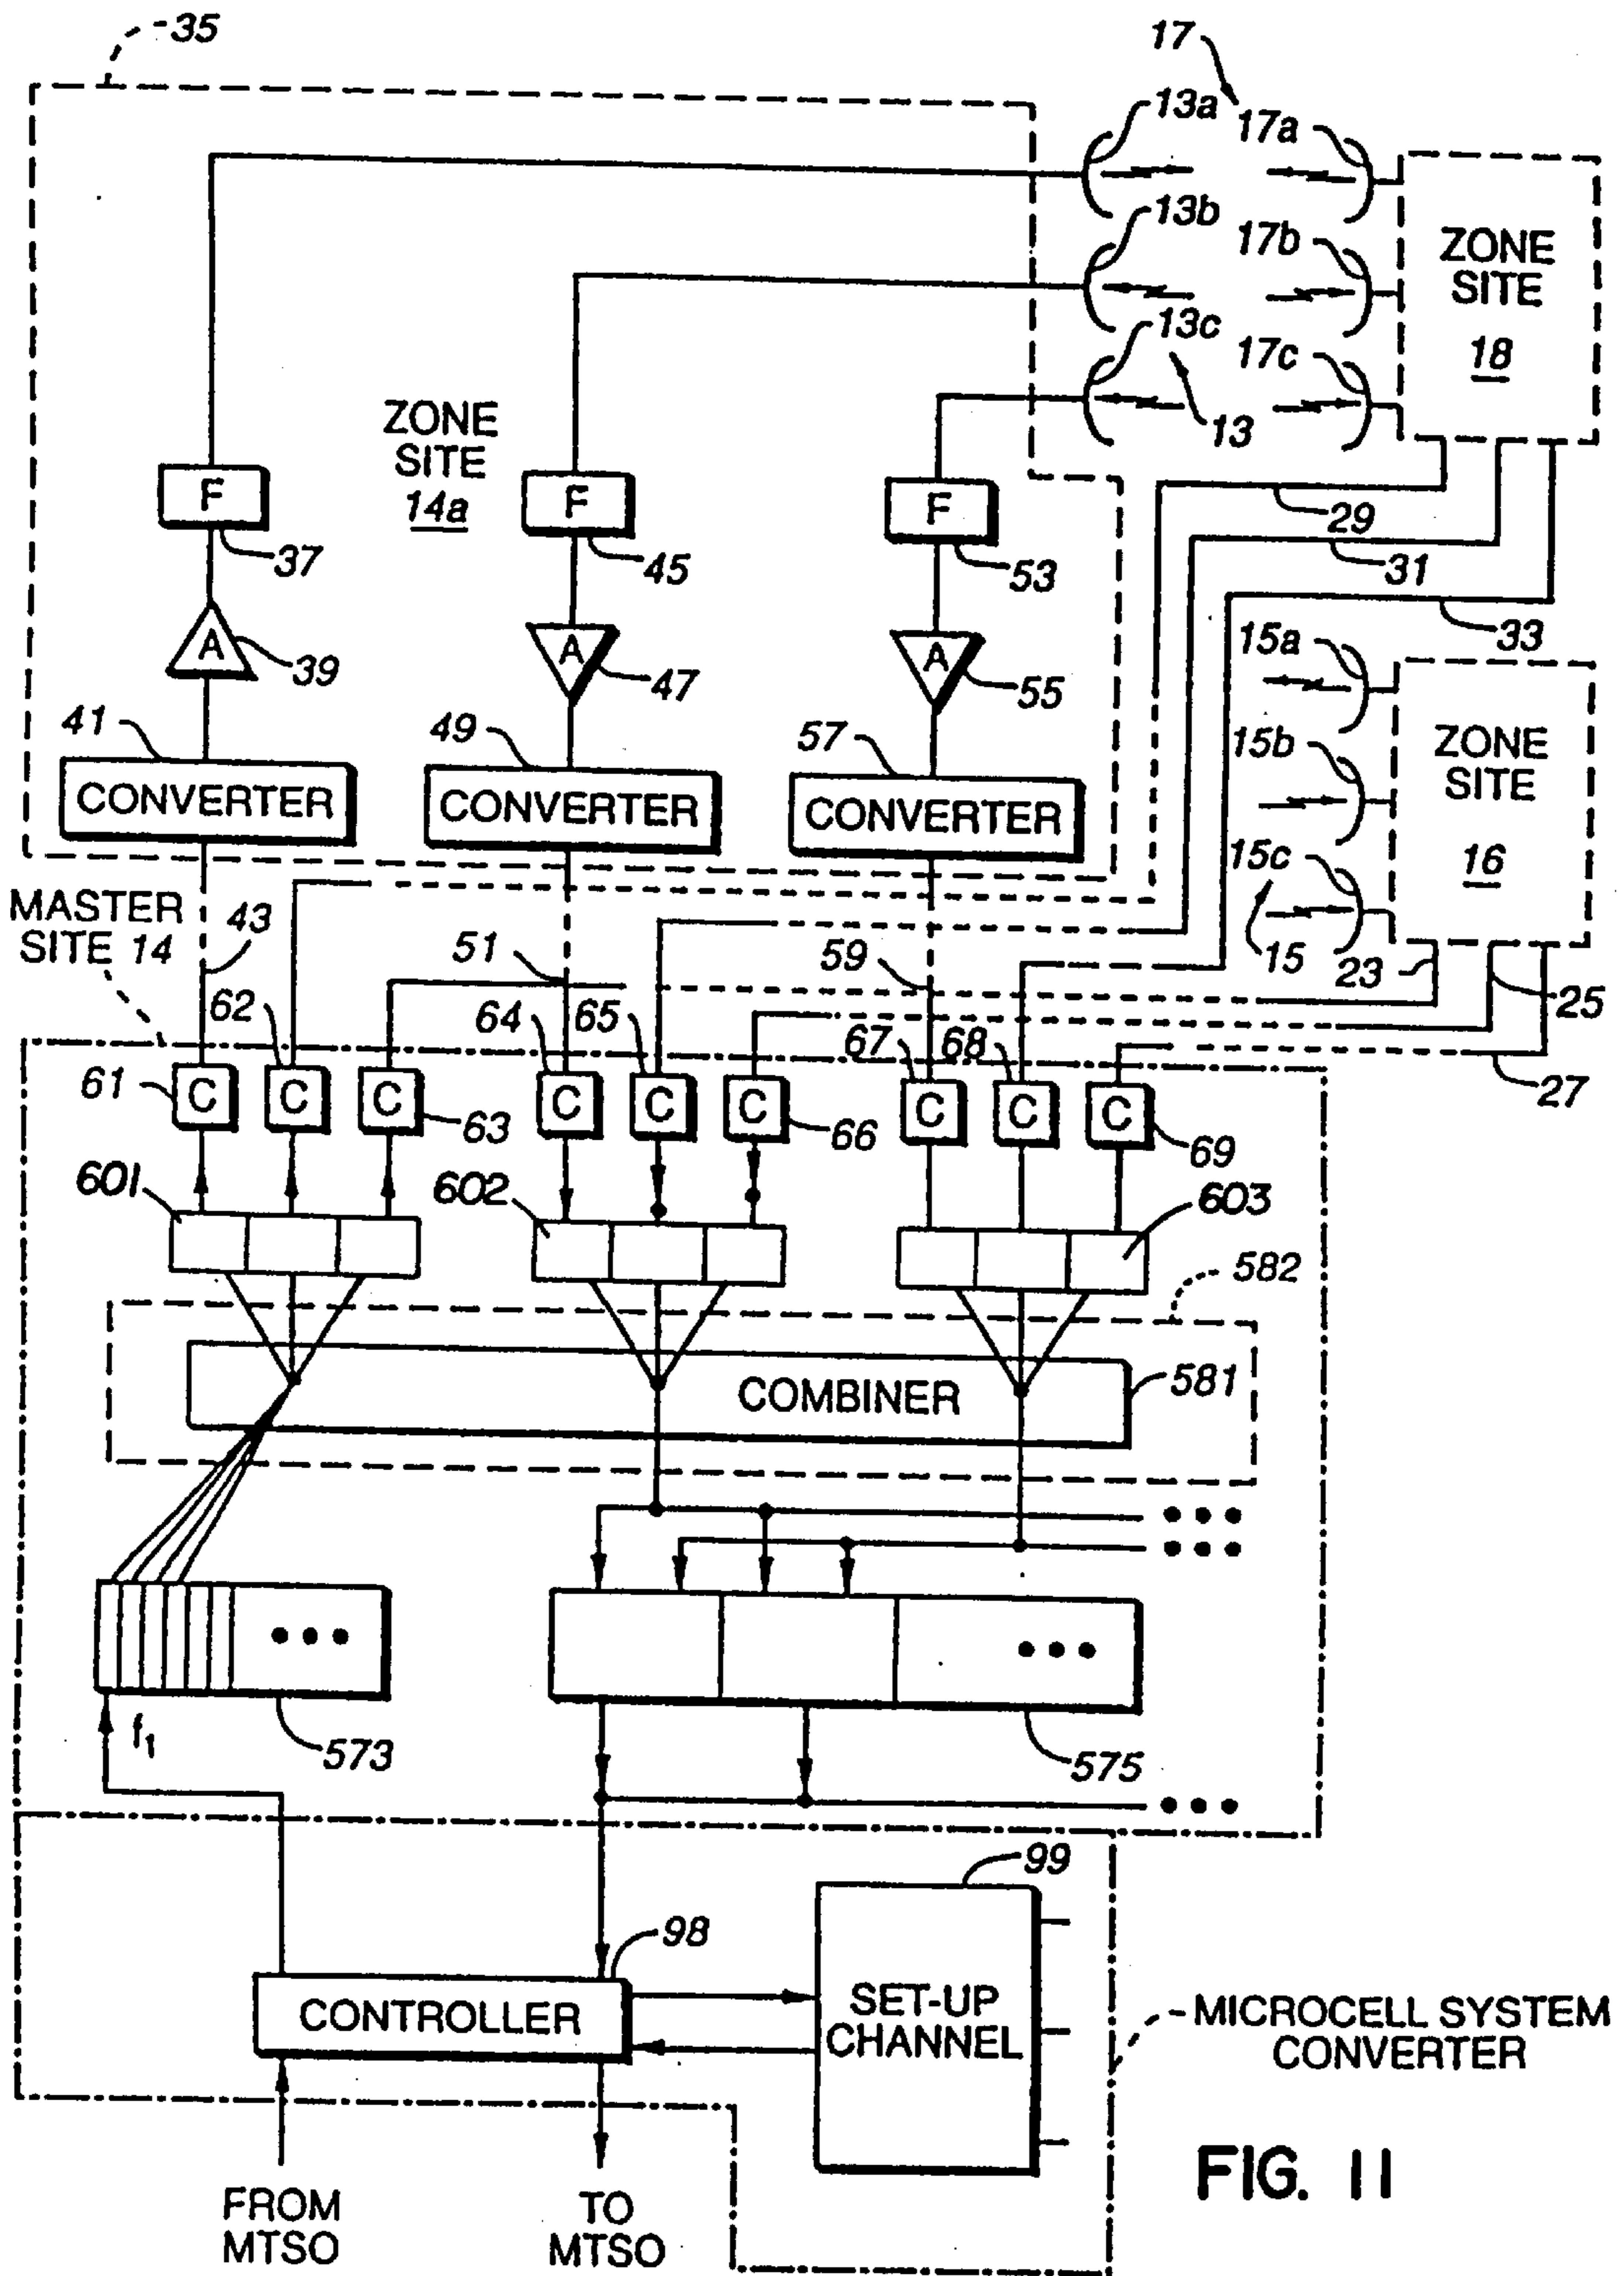 35
17
13a
17a
13b
17b
ZONE
SITE
18
13c
17c
13
ZONE
SITE
14a
F
37
F
45
F
53
29
31
33
A
39
A
47
A
55
15a
41
CONVERTER
49
CONVERTER
57
CONVERTER
15b
ZONE
SITE
16
15c
15
MASTER
SITE 14
43
51
59
23
25
27
61
C
62
C
C
63
64
C
65
C
C
66
67
C
68
C
C
69
601
602
603
582
COMBINER
581
•••
•••
•••
•••
f1
573
575
•••
99
98
CONTROLLER
SET-UP
CHANNEL
MICROCELL SYSTEM
CONVERTER
FROM
MTSO
TO
MTSO
FIG. 11